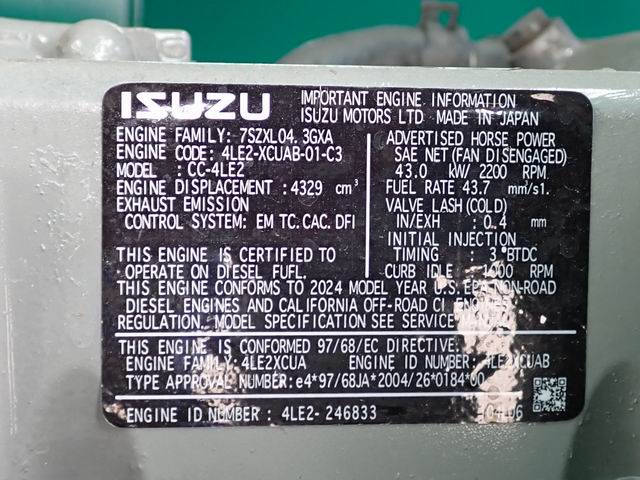 ISUZU
IMPORTANT ENGINE INFORMATION
ISUZU MOTORS LTD MADE IN JAPAN
ENGINE FAMILY: 7SZXL04.3GXA
ENGINE CODE: 4LE2-XCUAB-01-C3
MODEL: CC-4LE2
ENGINE DISPLACEMENT: 4329 cm³
EXHAUST EMISSION
CONTROL SYSTEM: EM TC.CAC.DFI
THIS ENGINE IS CERTIFIED TO
OPERATE ON DIESEL FUEL.
ADVERTISED HORSE POWER
SAE NET(FAN DISENGAGED)
43.0 kW/ 2200 RPM
FUEL RATE 43.7 mm³/s1.
VALVE LASH(COLD)
IN/EXH : 0.4 mm
INITIAL INJECTION
TIMING : 3 °BTDC
CURB IDLE : 1000 RPM
THIS ENGINE CONFORMS TO 2024 MODEL YEAR U.S.EPA NON-ROAD
DIESEL ENGINES AND CALIFORNIA OFF-ROAD CI ENGINES
REGULATION. MODEL SPECIFICATION SEE SERVICE MANUAL.
THIS ENGINE IS CONFORMED 97/68/EC DIRECTIVE.
ENGINE FAMILY:4LE2XCUA ENGINE ID NUMBER: 4LE2XCUAB
TYPE APPROVAL NUMBER:e4*97/68JA*2004/26*0184*00
ENGINE ID NUMBER : 4LE2- 246833